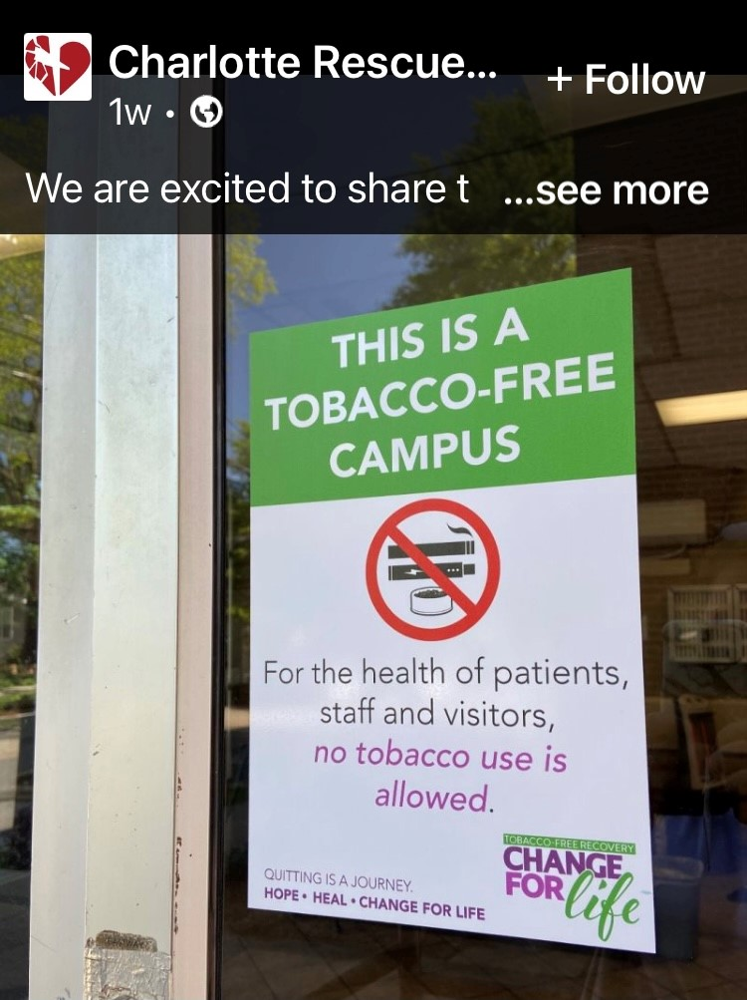 Charlotte Rescue...
+ Follow
1w •
We are excited to share t ...see more
THIS IS A
TOBACCO-FREE
CAMPUS
For the health of patients,
staff and visitors,
no tobacco use is
allowed.
QUITTING IS A JOURNEY.
HOPE • HEAL • CHANGE FOR LIFE
TOBACCO-FREE RECOVERY
CHANGE
FOR life